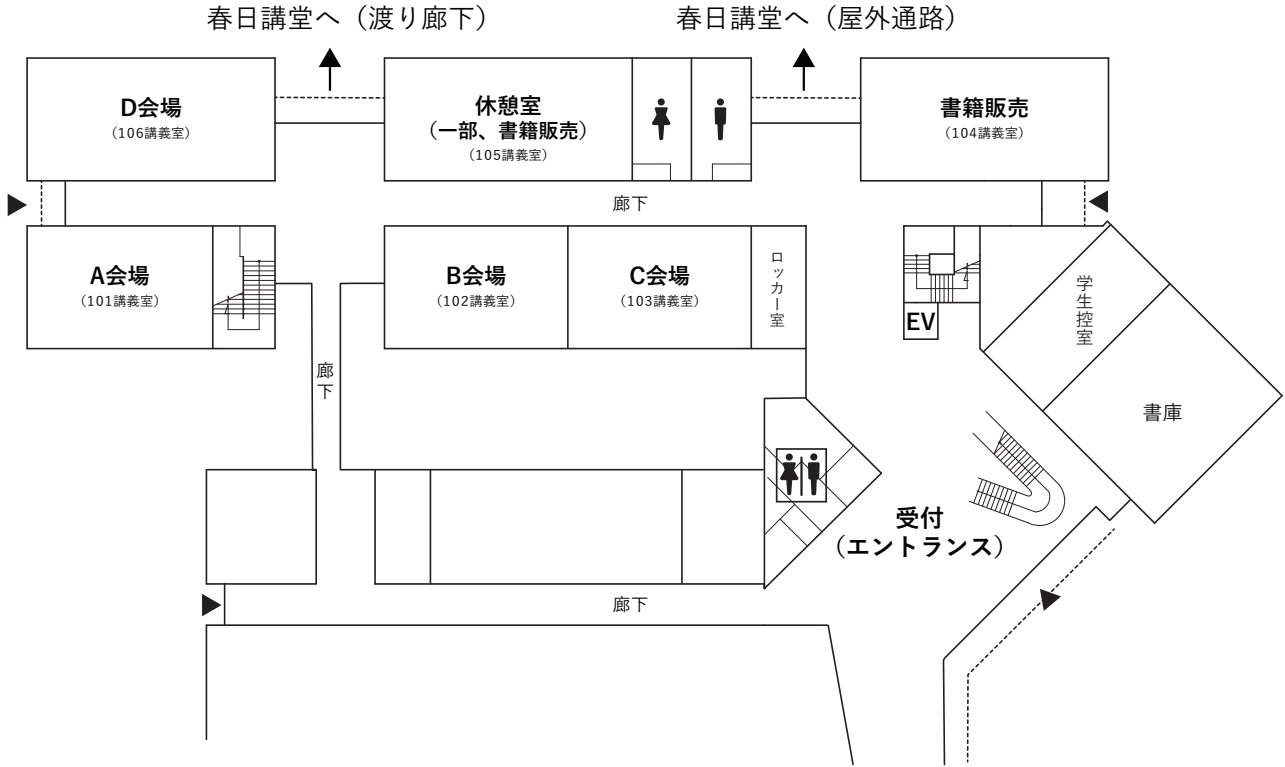 春日講堂へ（渡り廊下）
春日講堂へ（屋外通路）
D会場
（106講義室）
休憩室
（一部、書籍販売）
（105講義室）
書籍販売
（104講義室）
廊下
A会場
（101講義室）
B会場
（102講義室）
C会場
（103講義室）
ロッカー室
EV
学生控室
書庫
廊下
受付
（エントランス）
廊下